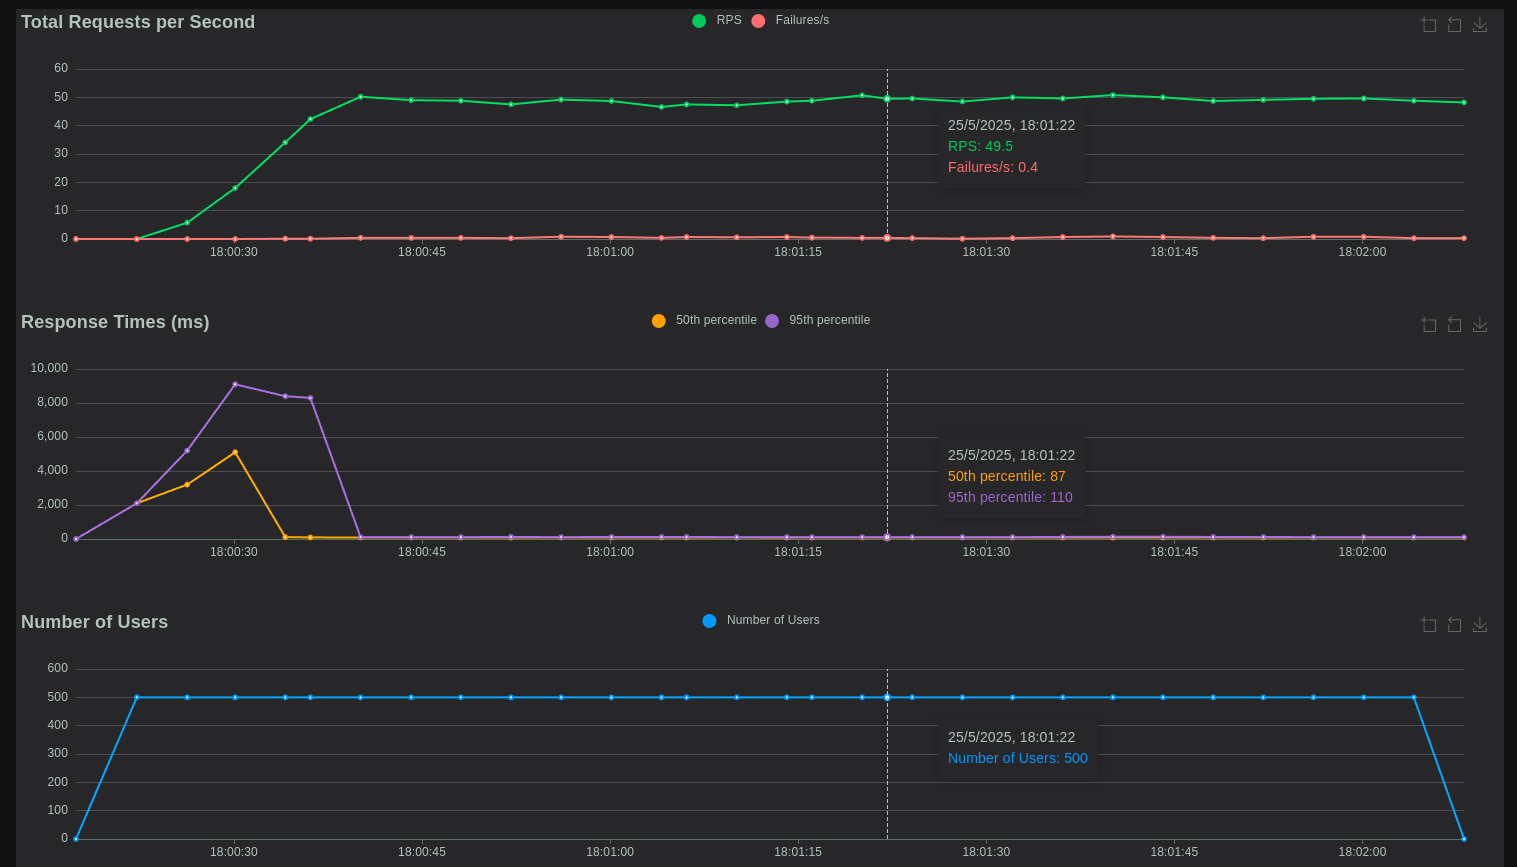 Total Requests per Second
RPS Failures/s
60
50
40
30
20
10
0
25/5/2025, 18:01:22
RPS: 49.5
Failures/s: 0.4
18:00:30 18:00:45 18:01:00 18:01:15 18:01:30 18:01:45 18:02:00
Response Times (ms)
50th percentile 95th percentile
10,000
8,000
6,000
4,000
2,000
0
25/5/2025, 18:01:22
50th percentile: 87
95th percentile: 110
18:00:30 18:00:45 18:01:00 18:01:15 18:01:30 18:01:45 18:02:00
Number of Users
Number of Users
600
500
400
300
200
100
0
25/5/2025, 18:01:22
Number of Users: 500
18:00:30 18:00:45 18:01:00 18:01:15 18:01:30 18:01:45 18:02:00